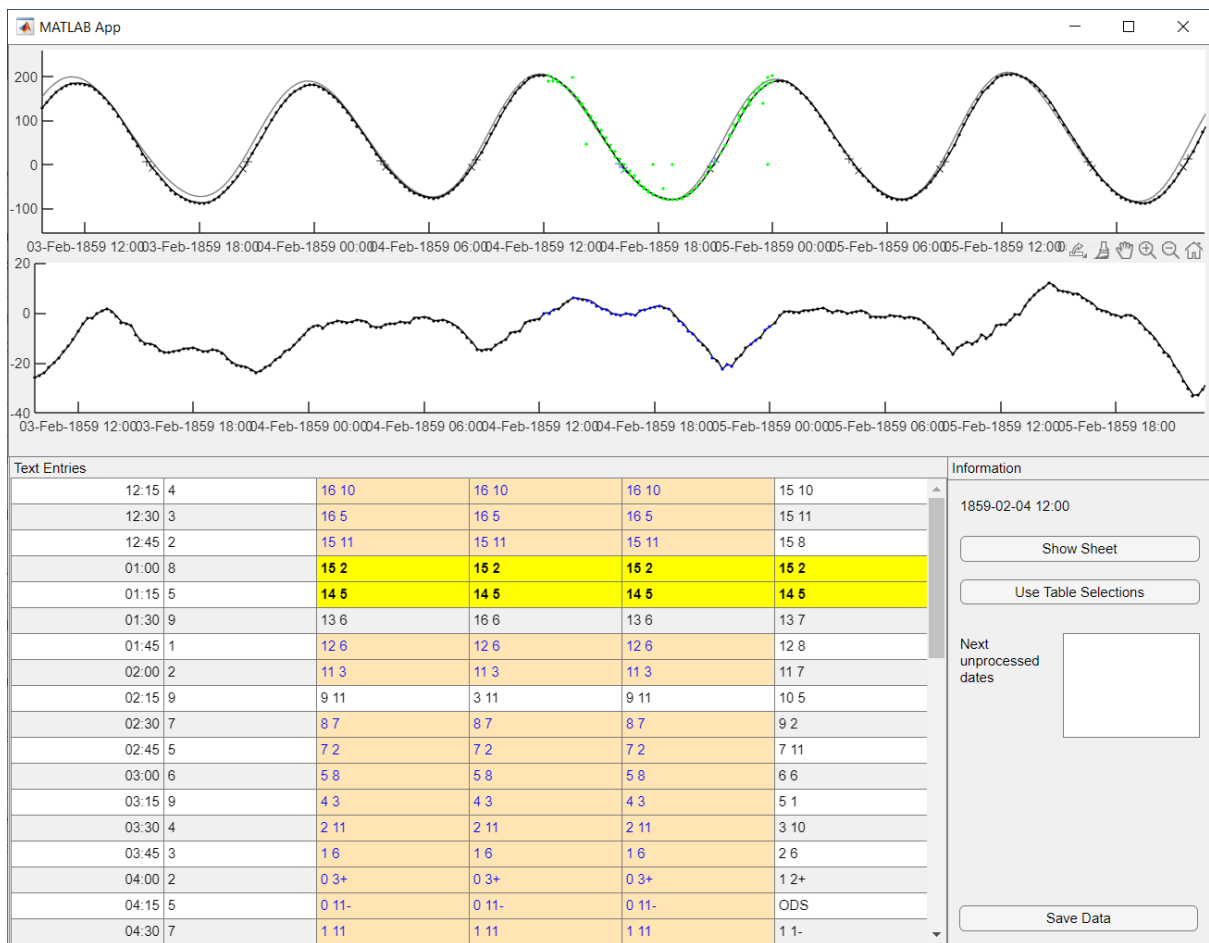 MATLAB App
200
100
0
-100
03-Feb-1859 12:00 03-Feb-1859 18:00 04-Feb-1859 00:00 04-Feb-1859 06:00 04-Feb-1859 12:00 04-Feb-1859 18:00 05-Feb-1859 00:00 05-Feb-1859 06:00 05-Feb-1859 12:00
20
0
-20
-40
03-Feb-1859 12:00 03-Feb-1859 18:00 04-Feb-1859 00:00 04-Feb-1859 06:00 04-Feb-1859 12:00 04-Feb-1859 18:00 05-Feb-1859 00:00 05-Feb-1859 06:00 05-Feb-1859 12:00 05-Feb-1859 18:00
Text Entries
12:15 4 16 10 16 10 16 10 15 10
12:30 3 16 5 16 5 16 5 15 11
12:45 2 15 11 15 11 15 11 15 8
01:00 8 15 2 15 2 15 2 15 2
01:15 5 14 5 14 5 14 5 14 5
01:30 9 13 6 16 6 13 6 13 7
01:45 1 12 6 12 6 12 6 12 8
02:00 2 11 3 11 3 11 3 11 7
02:15 9 9 11 3 11 9 11 10 5
02:30 7 8 7 8 7 8 7 9 2
02:45 5 7 2 7 2 7 2 7 11
03:00 6 5 8 5 8 5 8 6 6
03:15 9 4 3 4 3 4 3 5 1
03:30 4 2 11 2 11 2 11 3 10
03:45 3 1 6 1 6 1 6 2 6
04:00 2 0 3+ 0 3+ 0 3+ 1 2+
04:15 5 0 11- 0 11- 0 11- ODS
04:30 7 1 11 1 11 1 11 1 1-
Information
1859-02-04 12:00
Show Sheet
Use Table Selections
Next
unprocessed
dates
Save Data